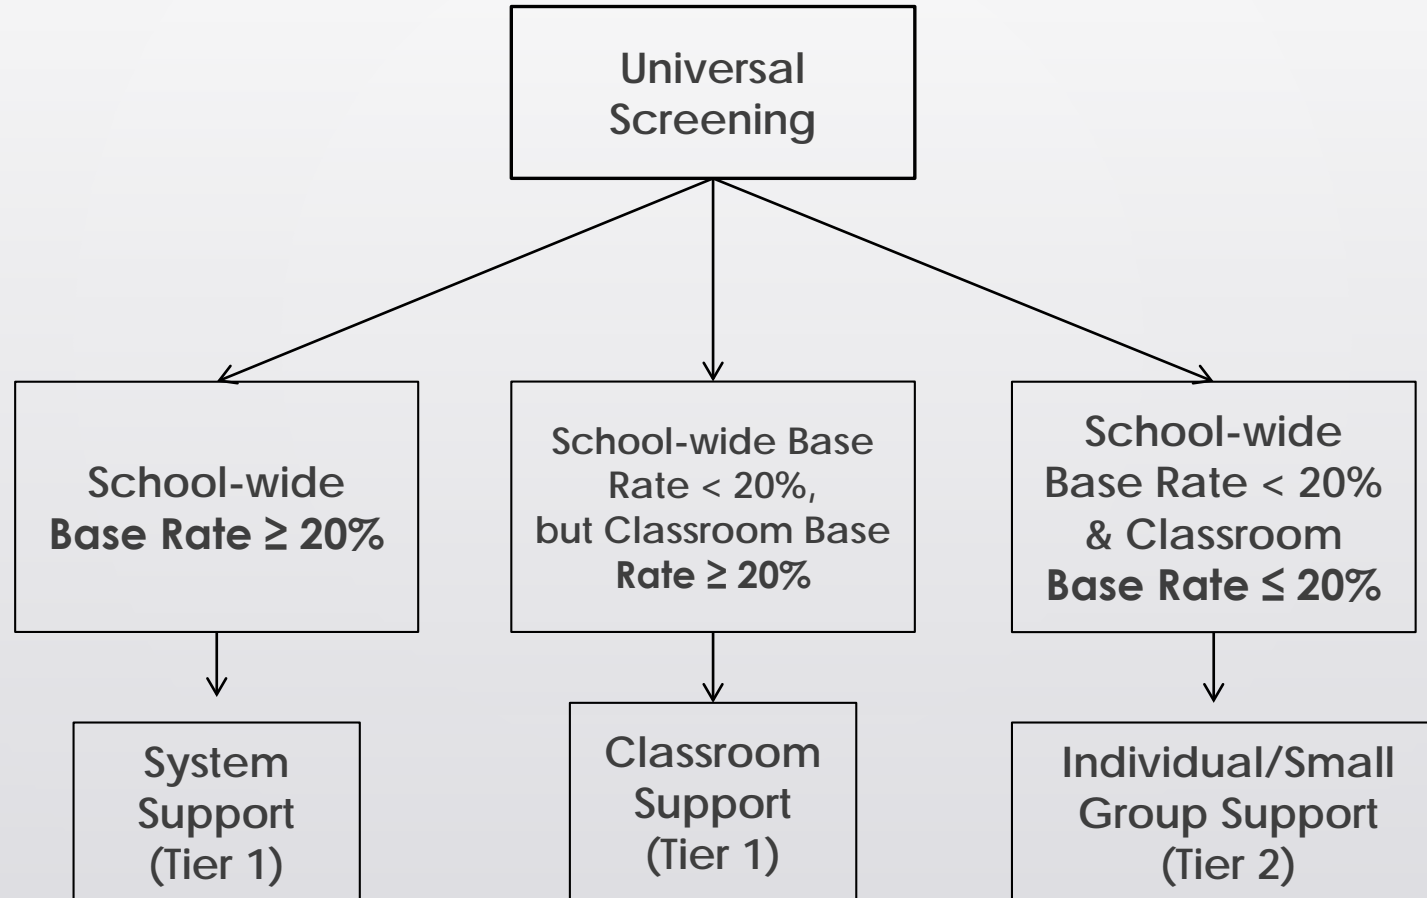 Universal
Screening
School-wide
Base Rate ≥ 20%
School-wide Base
Rate < 20%,
but Classroom Base
Rate ≥ 20%
School-wide
Base Rate < 20%
& Classroom
Base Rate ≤ 20%
System
Support
(Tier 1)
Classroom
Support
(Tier 1)
Individual/Small
Group Support
(Tier 2)